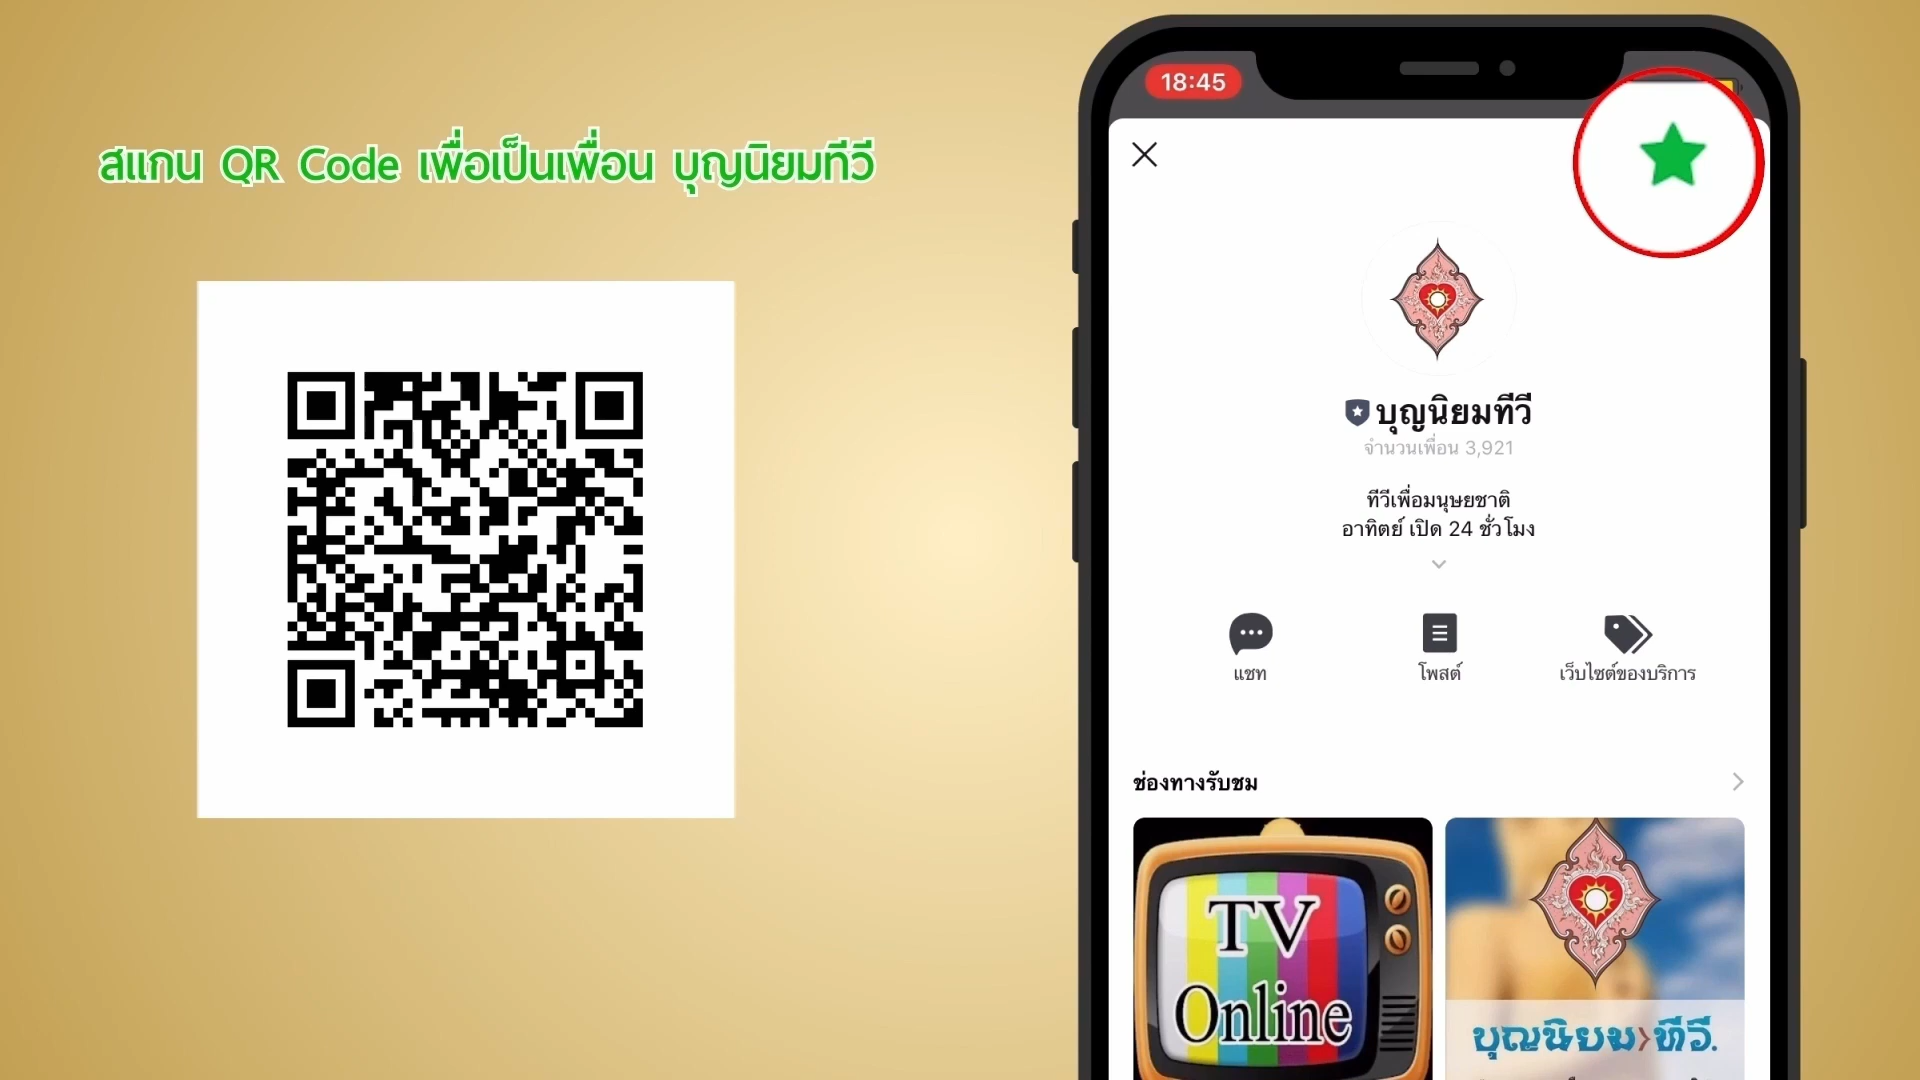 สแกน QR Code เพื่อเป็นเพื่อน บุญนิยมทีวี
18:45
บุญนิยมทีวี
จำนวนเพื่อน 3,921
ทีวีเพื่อมนุษยชาติ
อาทิตย์ เปิด 24 ชั่วโมง
แชท
โพสต์
เว็บไซต์ของบริการ
ช่องทางรับชม
TV
Online
บุญนิยม>ทีวี.